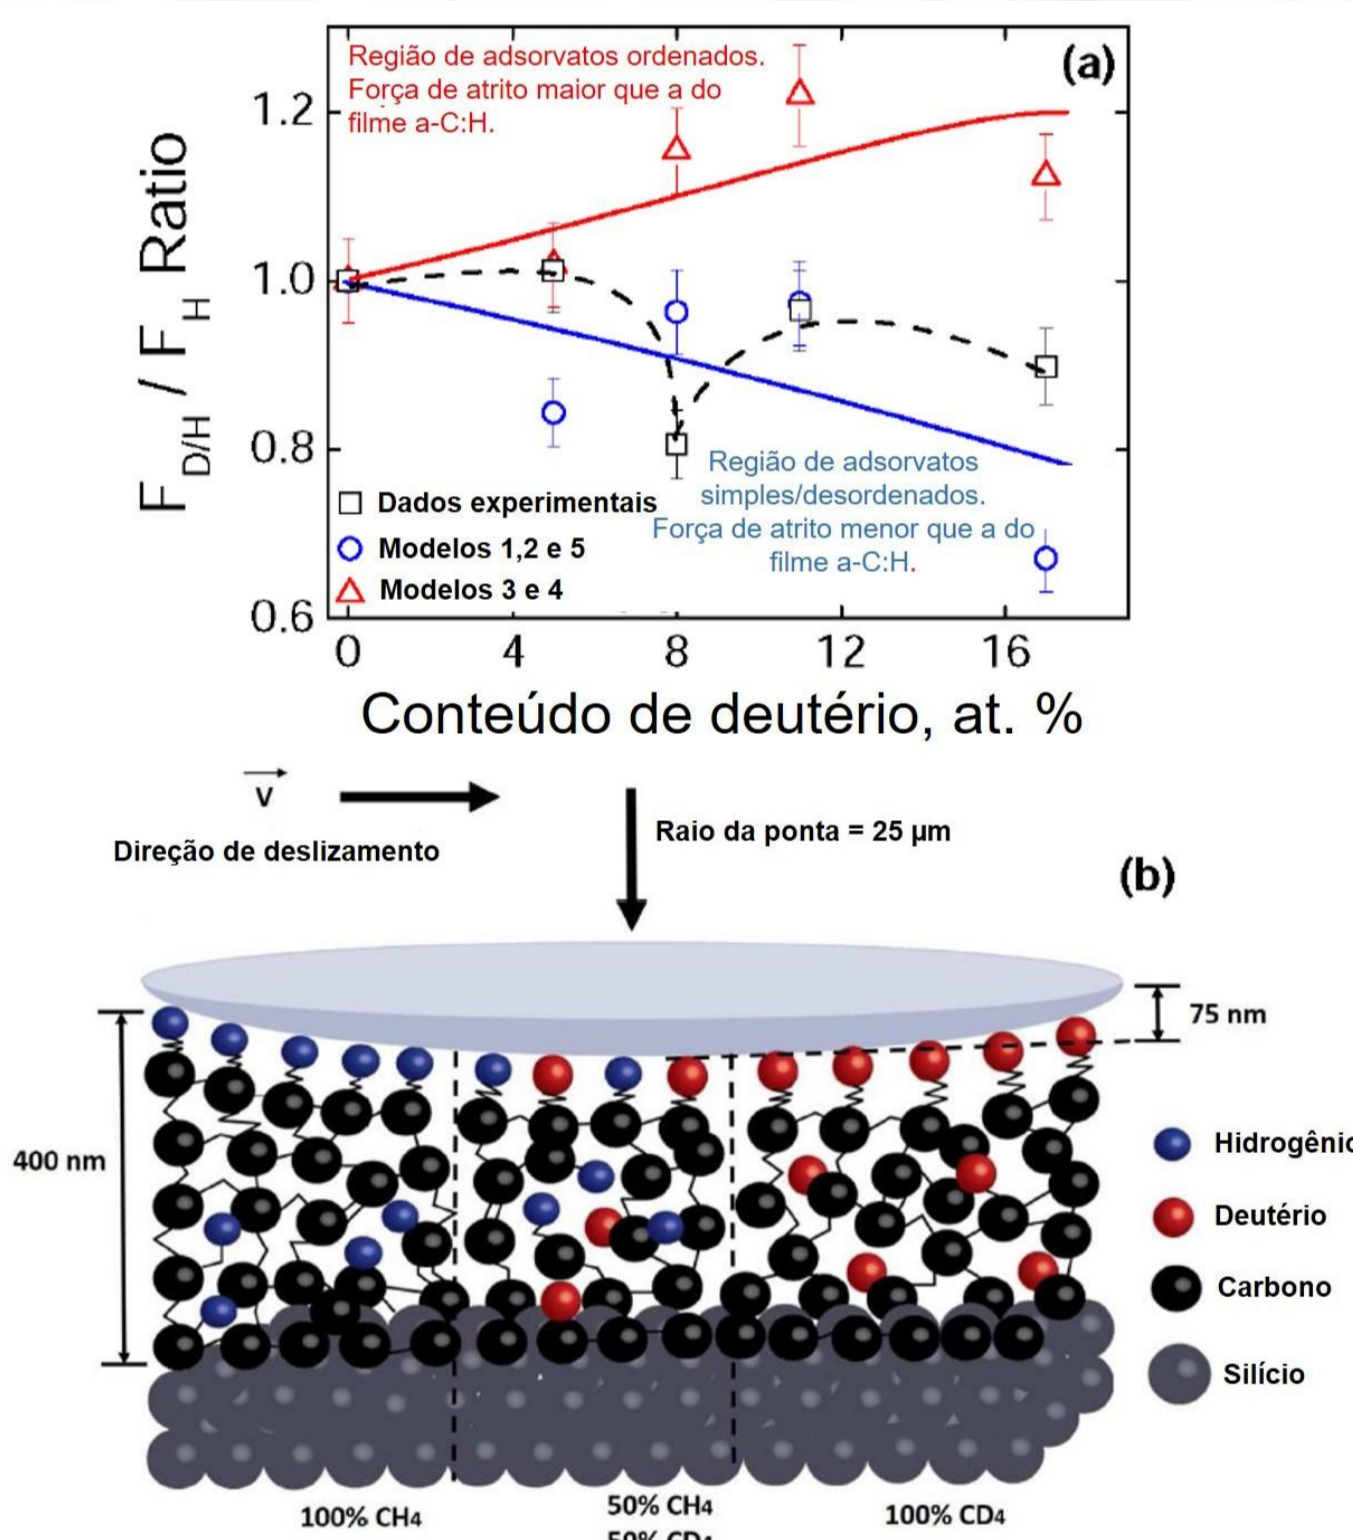 (a)
Região de adsorvatos ordenados.
Força de atrito maior que a do
filme a-C:H.
1.2
1.0
0.8
0.6
F D/H / F H Ratio
Região de adsorvatos
simples/desordenados.
Força de atrito menor que a do
filme a-C:H.
Dados experimentais
Modelos 1,2 e 5
Modelos 3 e 4
0 4 8 12 16
Conteúdo de deutério, at. %
V
Direção de deslizamento
Raio da ponta = 25 µm
(b)
75 nm
400 nm
Hidrogênio
Deutério
Carbono
Silício
100% CH4
50% CH4
50% CD4
100% CD4